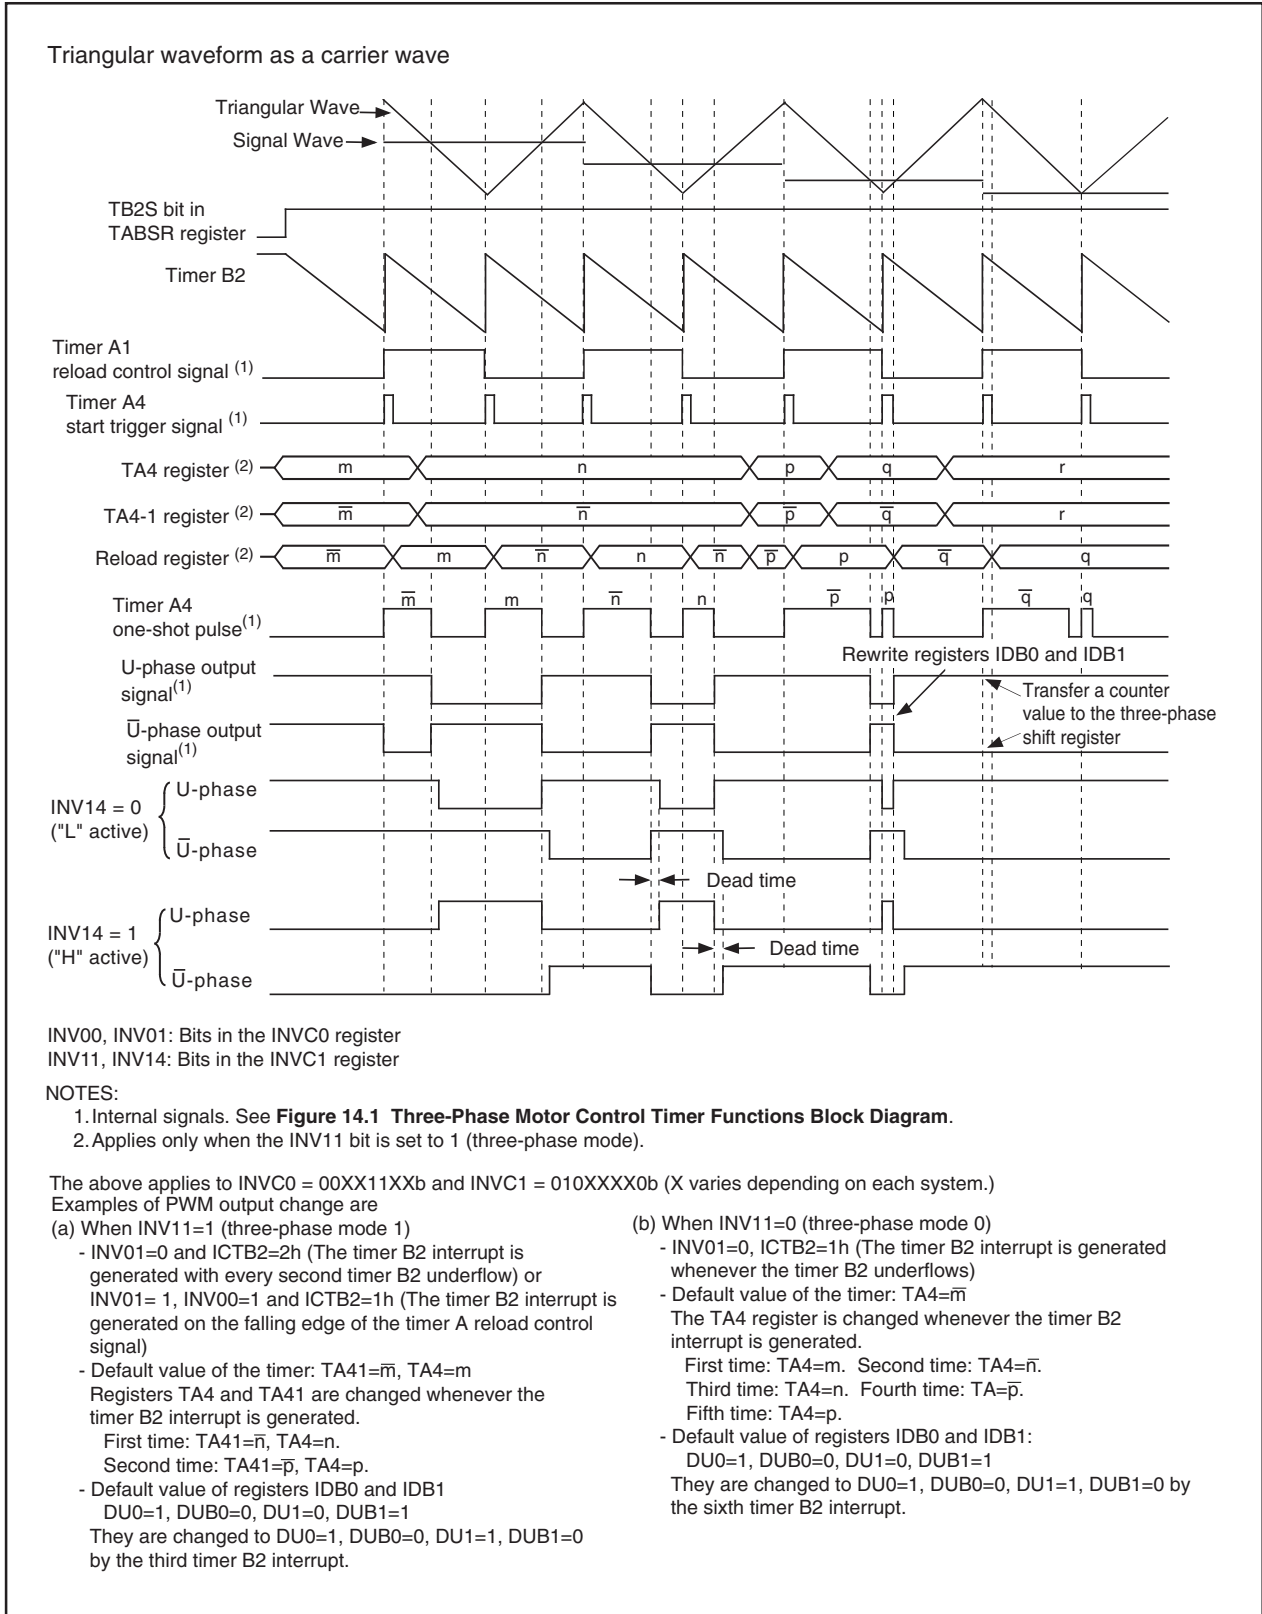 Triangular waveform as a carrier wave
Triangular Wave
Signal Wave
TB2S bit in
TABSR register
Timer B2
Timer A1
reload control signal (1)
Timer A4
start trigger signal (1)
TA4 register (2)
m n p q r
TA4-1 register (2)
m̅ n̅ p̅ q̅ r
Reload register (2)
m̅ m n̅ n n̅ p̅ p q̅ q
Timer A4
one-shot pulse(1)
m̅ m n̅ n p̅ p q̅ q
Rewrite registers IDB0 and IDB1
U-phase output
signal(1)
Transfer a counter
value to the three-phase
shift register
U̅-phase output
signal(1)
INV14 = 0
("L" active)
U-phase
U̅-phase
Dead time
INV14 = 1
("H" active)
U-phase
Dead time
U̅-phase
INV00, INV01: Bits in the INVC0 register
INV11, INV14: Bits in the INVC1 register
NOTES:
1. Internal signals. See Figure 14.1 Three-Phase Motor Control Timer Functions Block Diagram.
2. Applies only when the INV11 bit is set to 1 (three-phase mode).
The above applies to INVC0 = 00XX11XXb and INVC1 = 010XXXX0b (X varies depending on each system.)
Examples of PWM output change are
(a) When INV11=1 (three-phase mode 1)
- INV01=0 and ICTB2=2h (The timer B2 interrupt is
generated with every second timer B2 underflow) or
INV01= 1, INV00=1 and ICTB2=1h (The timer B2 interrupt is
generated on the falling edge of the timer A reload control
signal)
- Default value of the timer: TA41=m̅, TA4=m
Registers TA4 and TA41 are changed whenever the
timer B2 interrupt is generated.
First time: TA41=n̅, TA4=n.
Second time: TA41=p̅, TA4=p.
- Default value of registers IDB0 and IDB1
DU0=1, DUB0=0, DU1=0, DUB1=1
They are changed to DU0=1, DUB0=0, DU1=1, DUB1=0
by the third timer B2 interrupt.
(b) When INV11=0 (three-phase mode 0)
- INV01=0, ICTB2=1h (The timer B2 interrupt is generated
whenever the timer B2 underflows)
- Default value of the timer: TA4=m̅
The TA4 register is changed whenever the timer B2
interrupt is generated.
First time: TA4=m. Second time: TA4=n̅.
Third time: TA4=n. Fourth time: TA=p̅.
Fifth time: TA4=p.
- Default value of registers IDB0 and IDB1:
DU0=1, DUB0=0, DU1=0, DUB1=1
They are changed to DU0=1, DUB0=0, DU1=1, DUB1=0 by
the sixth timer B2 interrupt.